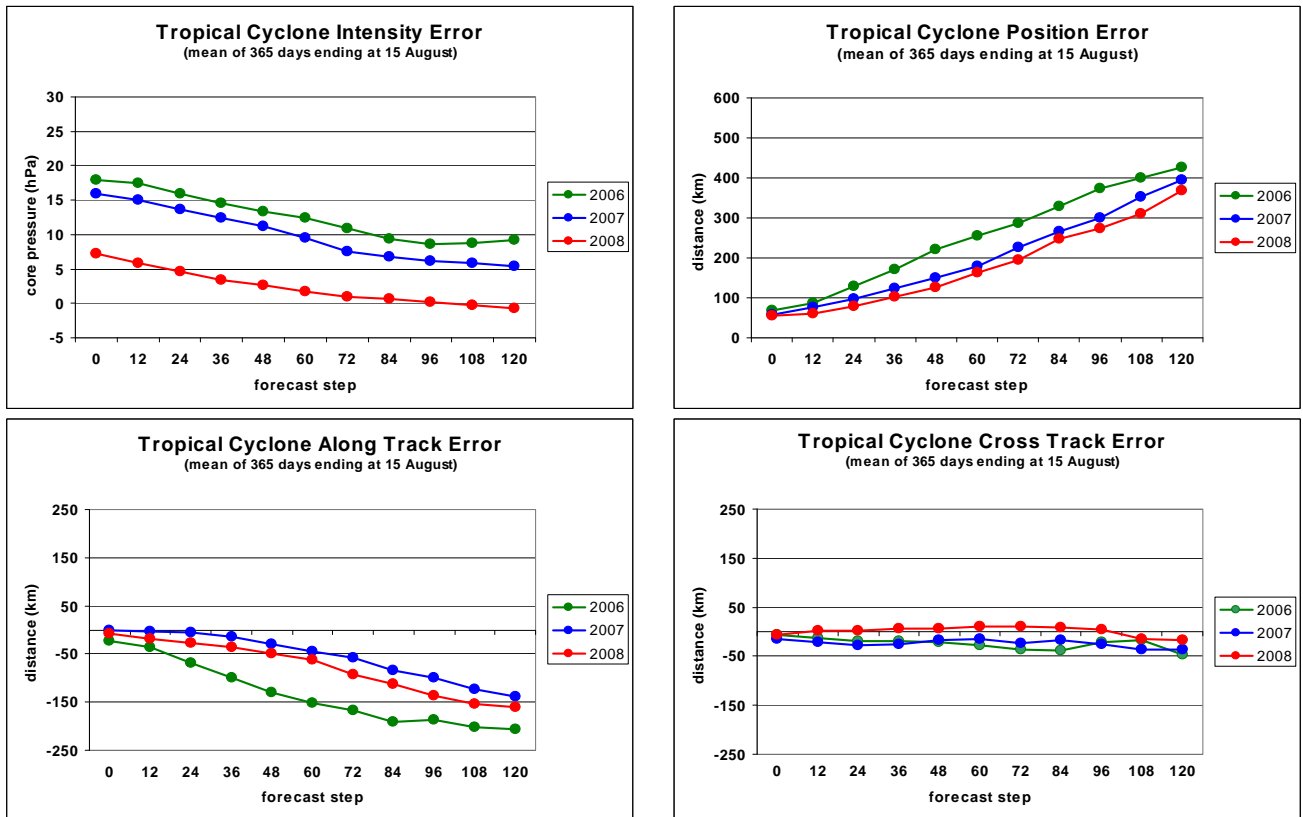 Tropical Cyclone Intensity Error
(mean of 365 days ending at 15 August)
30
25
20
15
10
5
0
-5
core pressure (hPa)
0 12 24 36 48 60 72 84 96 108 120
forecast step
2006
2007
2008
Tropical Cyclone Position Error
(mean of 365 days ending at 15 August)
600
500
400
300
200
100
0
distance (km)
0 12 24 36 48 60 72 84 96 108 120
forecast step
2006
2007
2008
Tropical Cyclone Along Track Error
(mean of 365 days ending at 15 August)
250
150
50
-50
-150
-250
distance (km)
0 12 24 36 48 60 72 84 96 108 120
forecast step
2006
2007
2008
Tropical Cyclone Cross Track Error
(mean of 365 days ending at 15 August)
250
150
50
-50
-150
-250
distance (km)
0 12 24 36 48 60 72 84 96 108 120
forecast step
2006
2007
2008